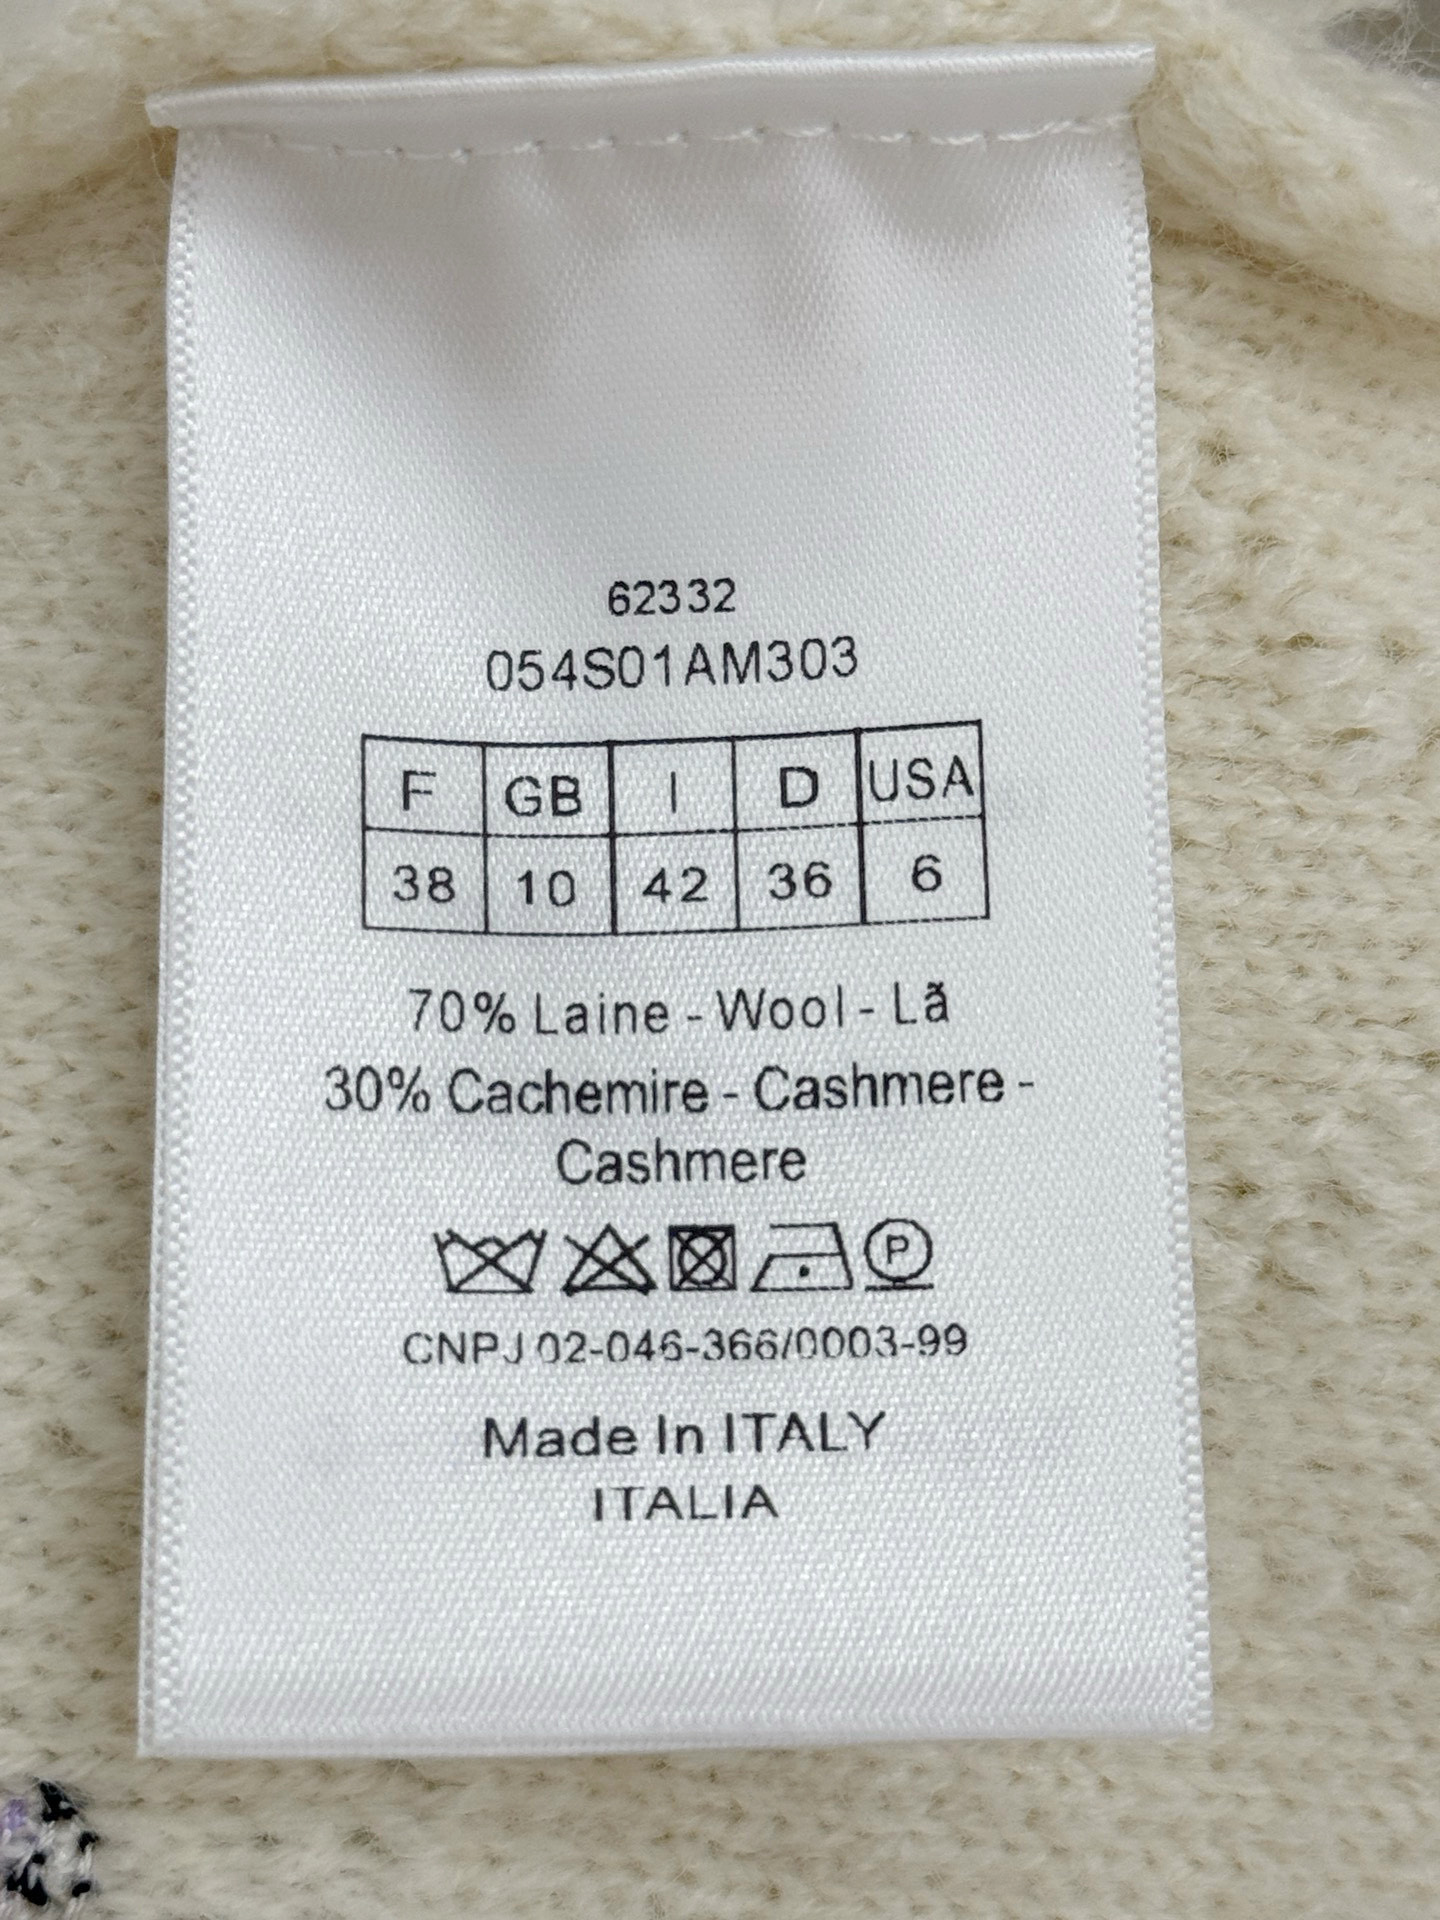 62332
054S01AM303
F GB I D USA
38 10 42 36 6
70% Laine - Wool - Lã
30% Cachemire - Cashmere -
Cashmere
P
CNPJ 02-046-366/0003-99
Made In ITALY
ITALIA